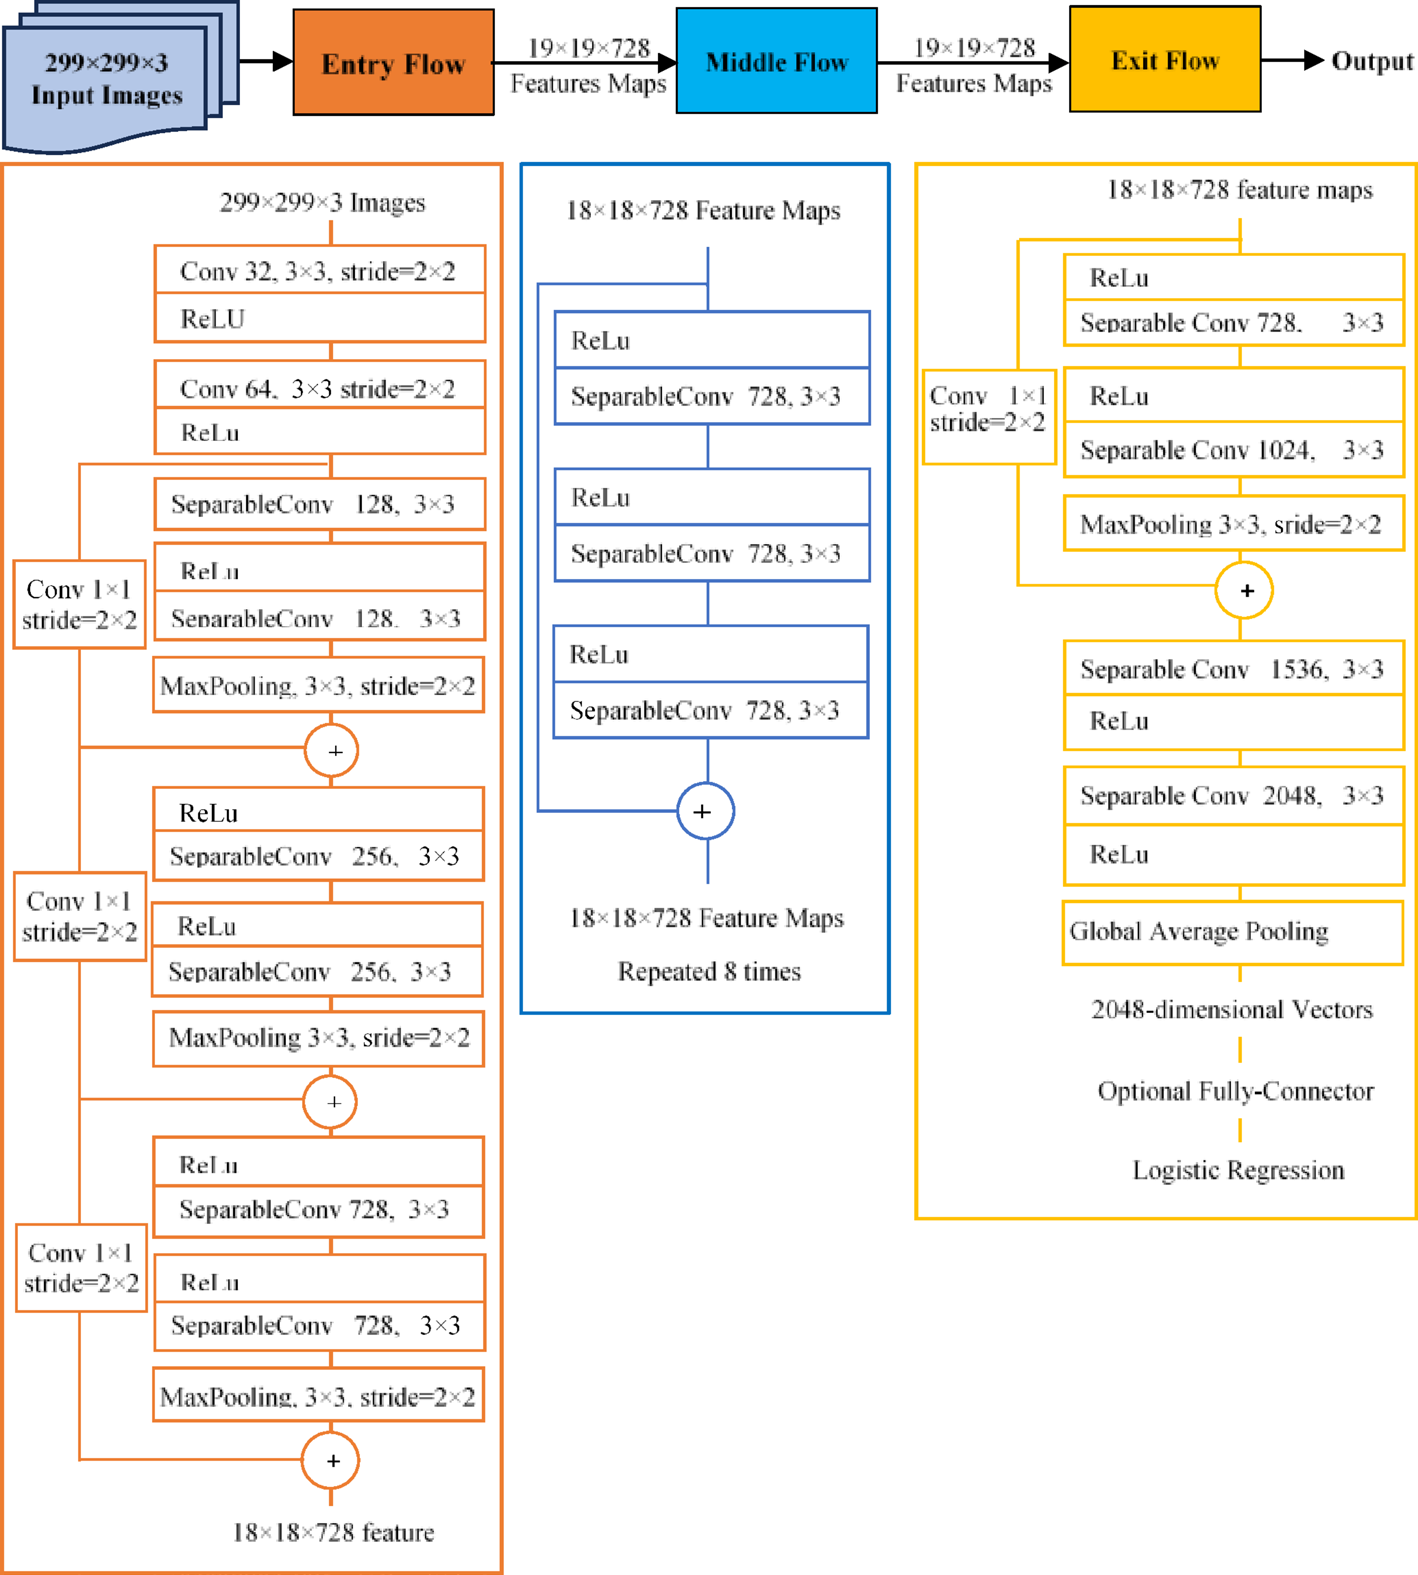 299×299×3
Input Images
Entry Flow
19×19×728
Features Maps
Middle Flow
19×19×728
Features Maps
Exit Flow
Output
299×299×3 Images
Conv 32, 3×3, stride=2×2
ReLU
Conv 64, 3×3 stride=2×2
ReLu
SeparableConv 128, 3×3
ReLu
SeparableConv 128, 3×3
Conv 1×1
stride=2×2
MaxPooling, 3×3, stride=2×2
+
ReLu
SeparableConv 256, 3×3
ReLu
SeparableConv 256, 3×3
Conv 1×1
stride=2×2
MaxPooling 3×3, sride=2×2
+
ReLu
SeparableConv 728, 3×3
ReLu
SeparableConv 728, 3×3
Conv 1×1
stride=2×2
MaxPooling, 3×3, stride=2×2
+
18×18×728 feature
18×18×728 Feature Maps
ReLu
SeparableConv 728, 3×3
ReLu
SeparableConv 728, 3×3
ReLu
SeparableConv 728, 3×3
+
18×18×728 Feature Maps
Repeated 8 times
18×18×728 feature maps
ReLu
Separable Conv 728, 3×3
Conv 1×1
stride=2×2
ReLu
Separable Conv 1024, 3×3
MaxPooling 3×3, sride=2×2
+
Separable Conv 1536, 3×3
ReLu
Separable Conv 2048, 3×3
ReLu
Global Average Pooling
2048-dimensional Vectors
Optional Fully-Connector
Logistic Regression